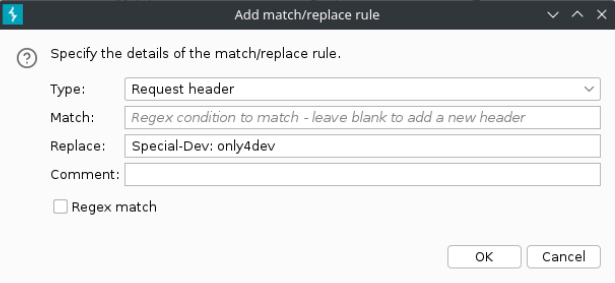 Add match/replace rule
Specify the details of the match/replace rule.
Type: Request header
Match: Regex condition to match - leave blank to add a new header
Replace: Special-Dev: only4dev
Comment:
Regex match
OK Cancel